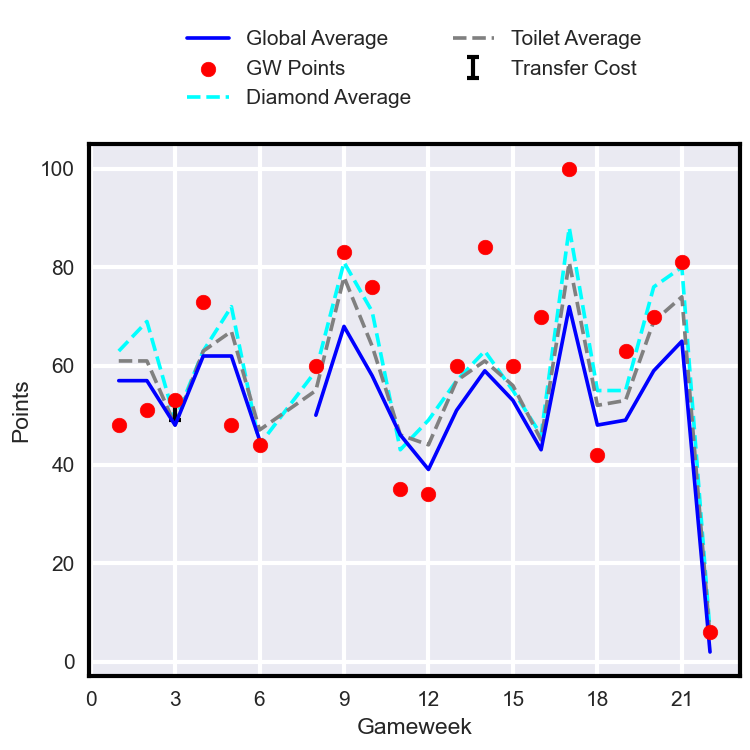 Global Average
GW Points
Diamond Average
Toilet Average
Transfer Cost
100
80
60
40
20
0
Points
0 3 6 9 12 15 18 21
Gameweek